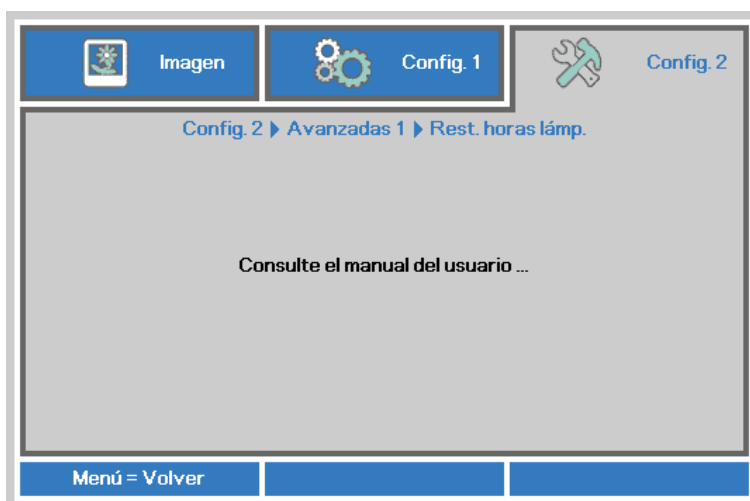 Imagen
Config. 1
Config. 2
Config. 2 ▶ Avanzadas 1 ▶ Rest. horas lámp.
Consulte el manual del usuario ...
Menú = Volver